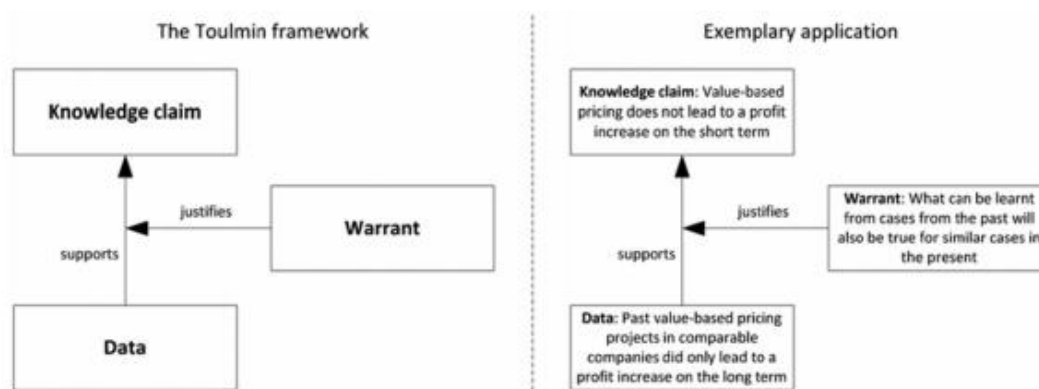 The Toulmin framework
Knowledge claim
justifies
Warrant
supports
Data
Exemplary application
Knowledge claim: Value-based
pricing does not lead to a profit
increase on the short term
justifies
Warrant: What can be learnt
from cases from the past will
also be true for similar cases in
the present
supports
Data: Past value-based pricing
projects in comparable
companies did only lead to a
profit increase on the long term